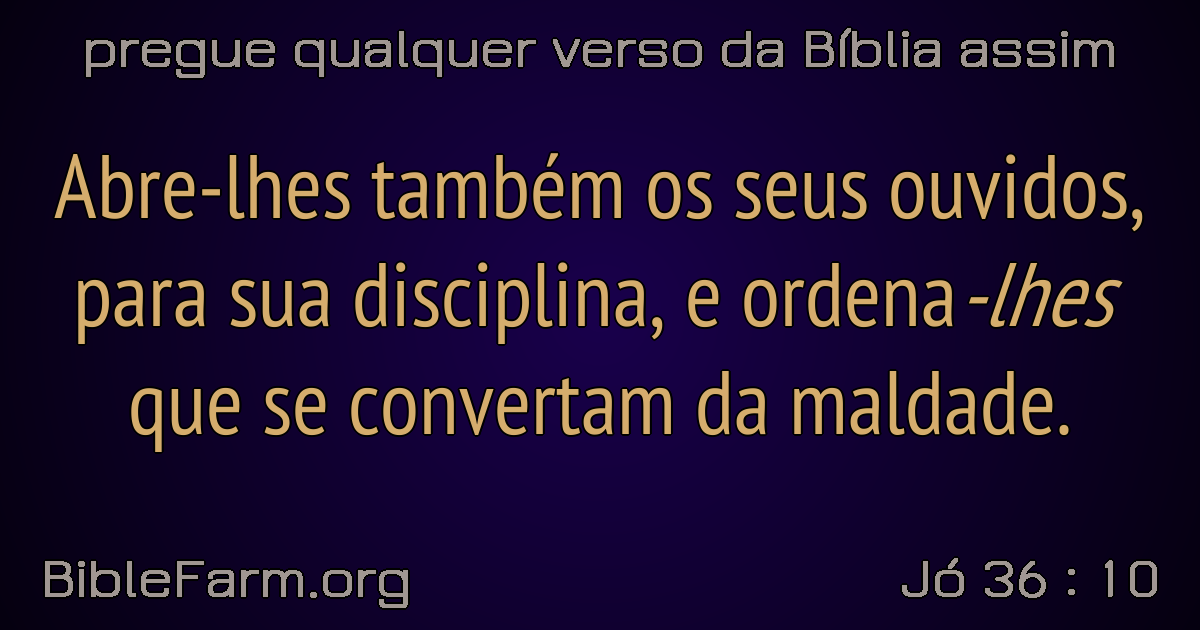 pregue qualquer verso da Bíblia assim
Abre-lhes também os seus ouvidos,
para sua disciplina, e ordena-lhes
que se convertam da maldade.
BibleFarm.org
Jó 36 : 10